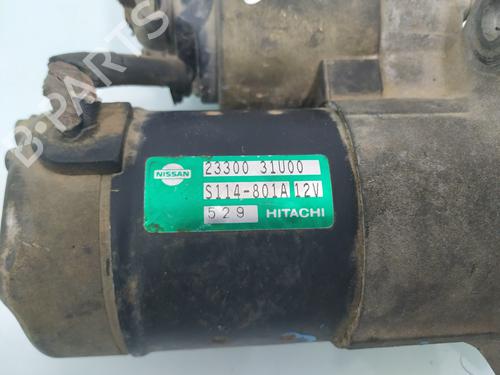 B-PARTS
NISSAN
23300 31U00
S114-801A 12V
529 HITACHI